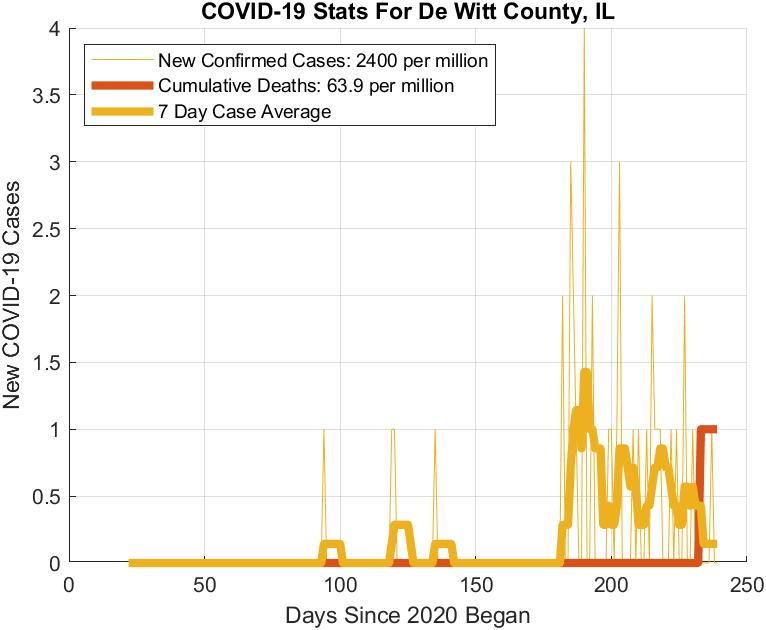 COVID-19 Stats For De Witt County, IL
New Confirmed Cases: 2400 per million
Cumulative Deaths: 63.9 per million
7 Day Case Average
4
3.5
3
2.5
2
1.5
1
0.5
0
New COVID-19 Cases
0 50 100 150 200 250
Days Since 2020 Began